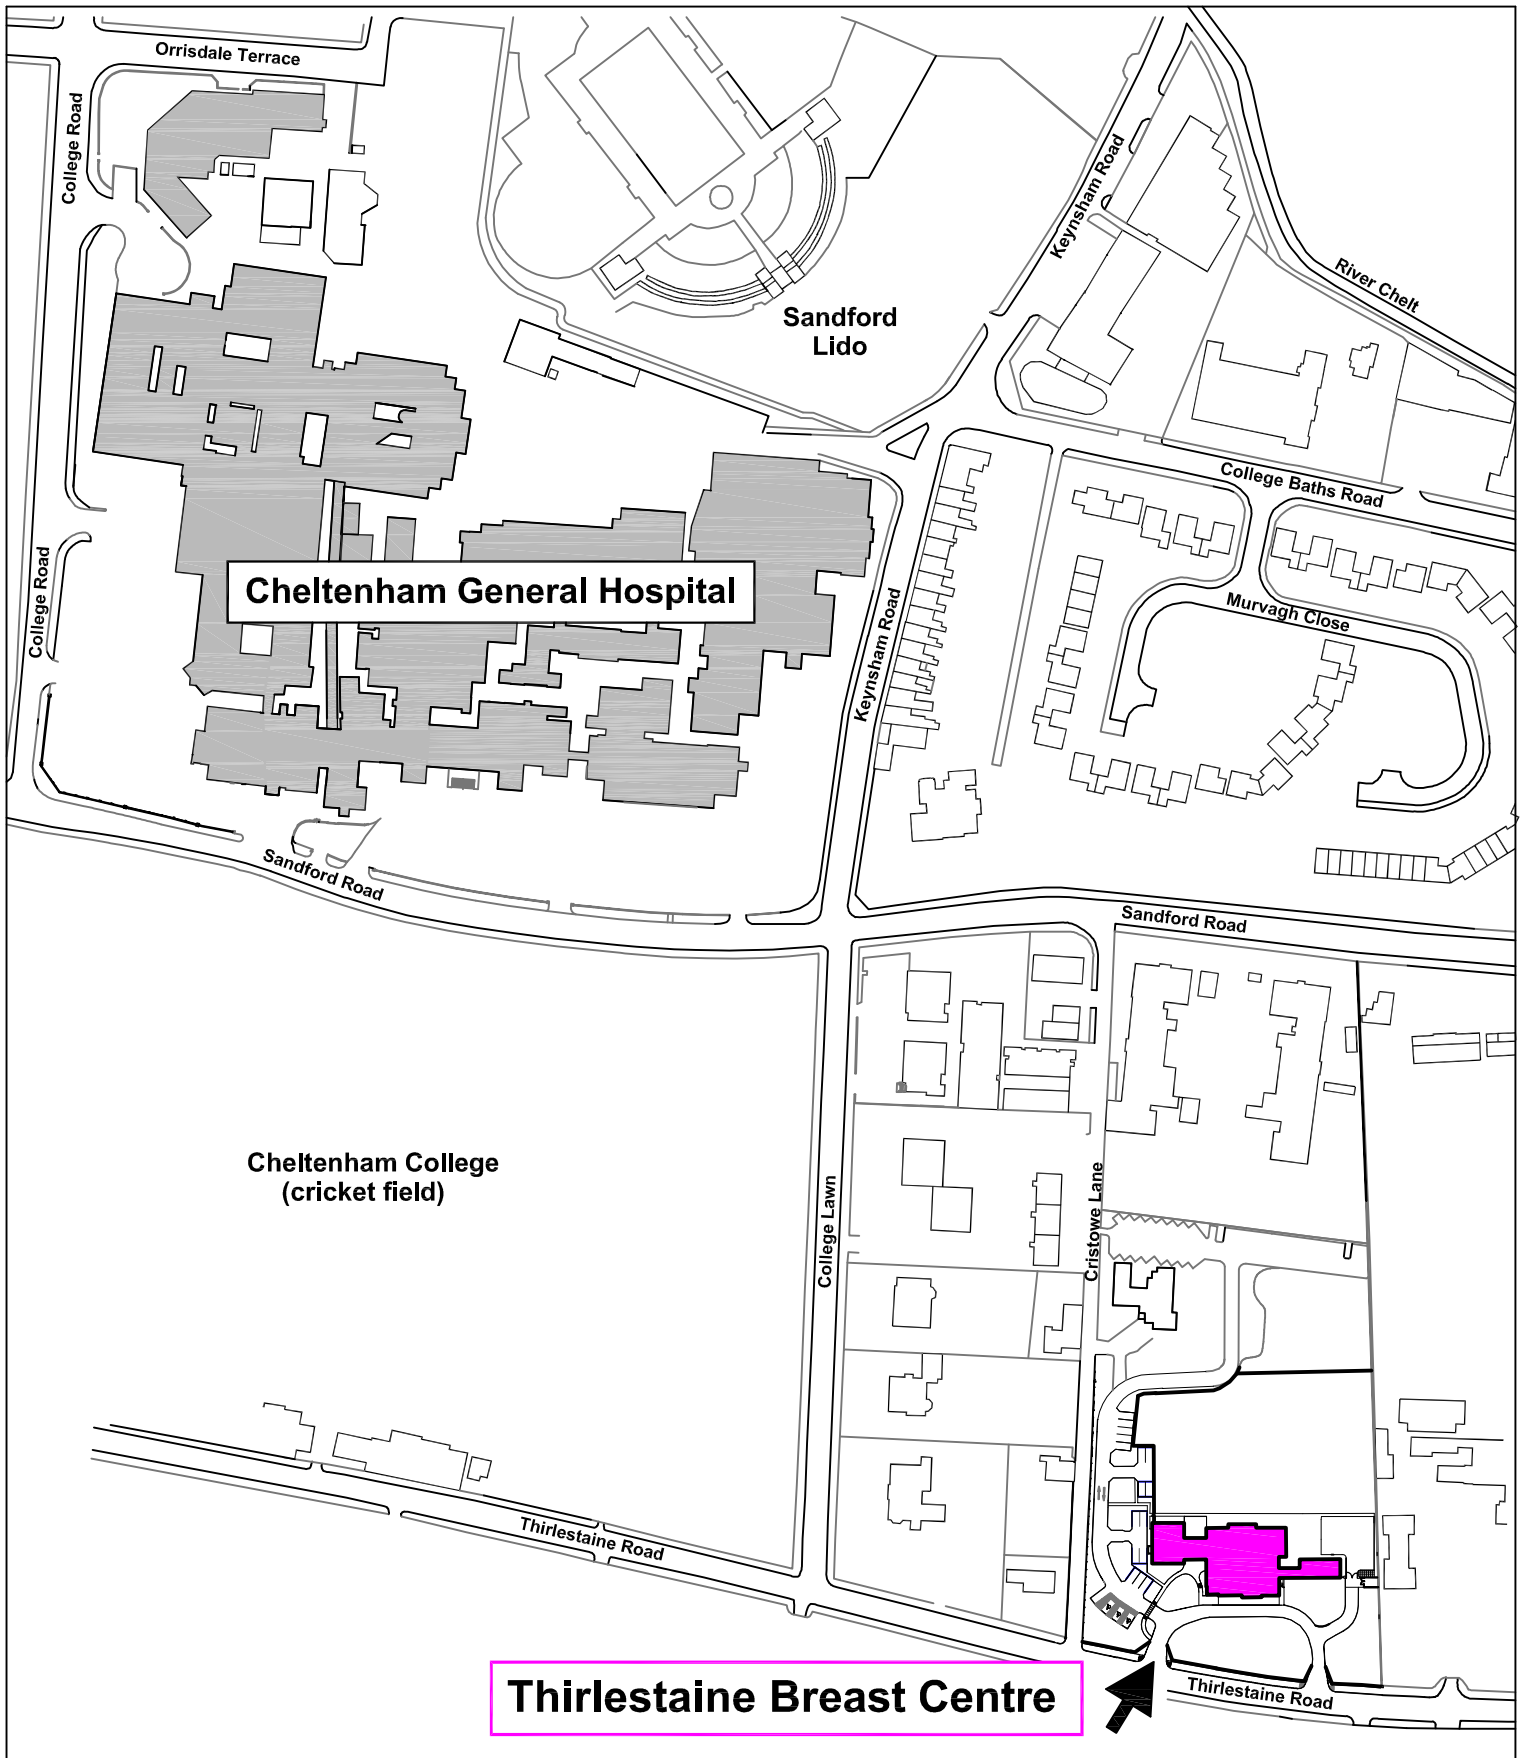 Orrisdale Terrace
College Road
Keynsham Road
River Chelt
Sandford
Lido
College Baths Road
Cheltenham General Hospital
College Road
Keynsham Road
Murvagh Close
Sandford Road
Sandford Road
Cheltenham College
(cricket field)
College Lawn
Cristowe Lane
Thirlestaine Road
Thirlestaine Breast Centre
Thirlestaine Road